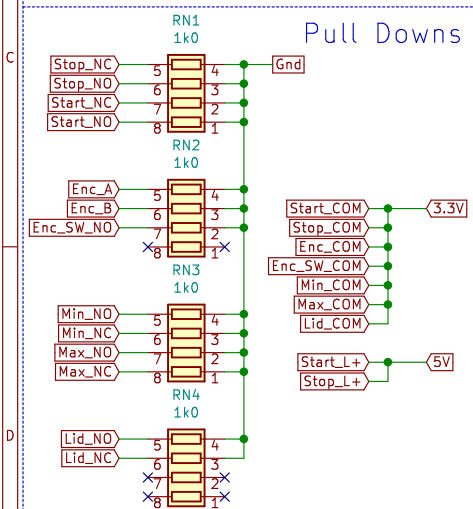 Pull Downs
C
RN1
1k0
Stop_NC 5 4 Gnd
Stop_NO 6 3
Start_NC 7 2
Start_NO 8 1
RN2
1k0
Enc_A 5 4
Enc_B 6 3
Enc_SW_NO 7 2
8 1
RN3
1k0
Min_NO 5 4
Min_NC 6 3
Max_NO 7 2
Max_NC 8 1
RN4
1k0
D
Lid_NO 5 4
Lid_NC 6 3
7 2
8 1
Start_COM 3.3V
Stop_COM
Enc_COM
Enc_SW_COM
Min_COM
Max_COM
Lid_COM
Start_L+ 5V
Stop_L+